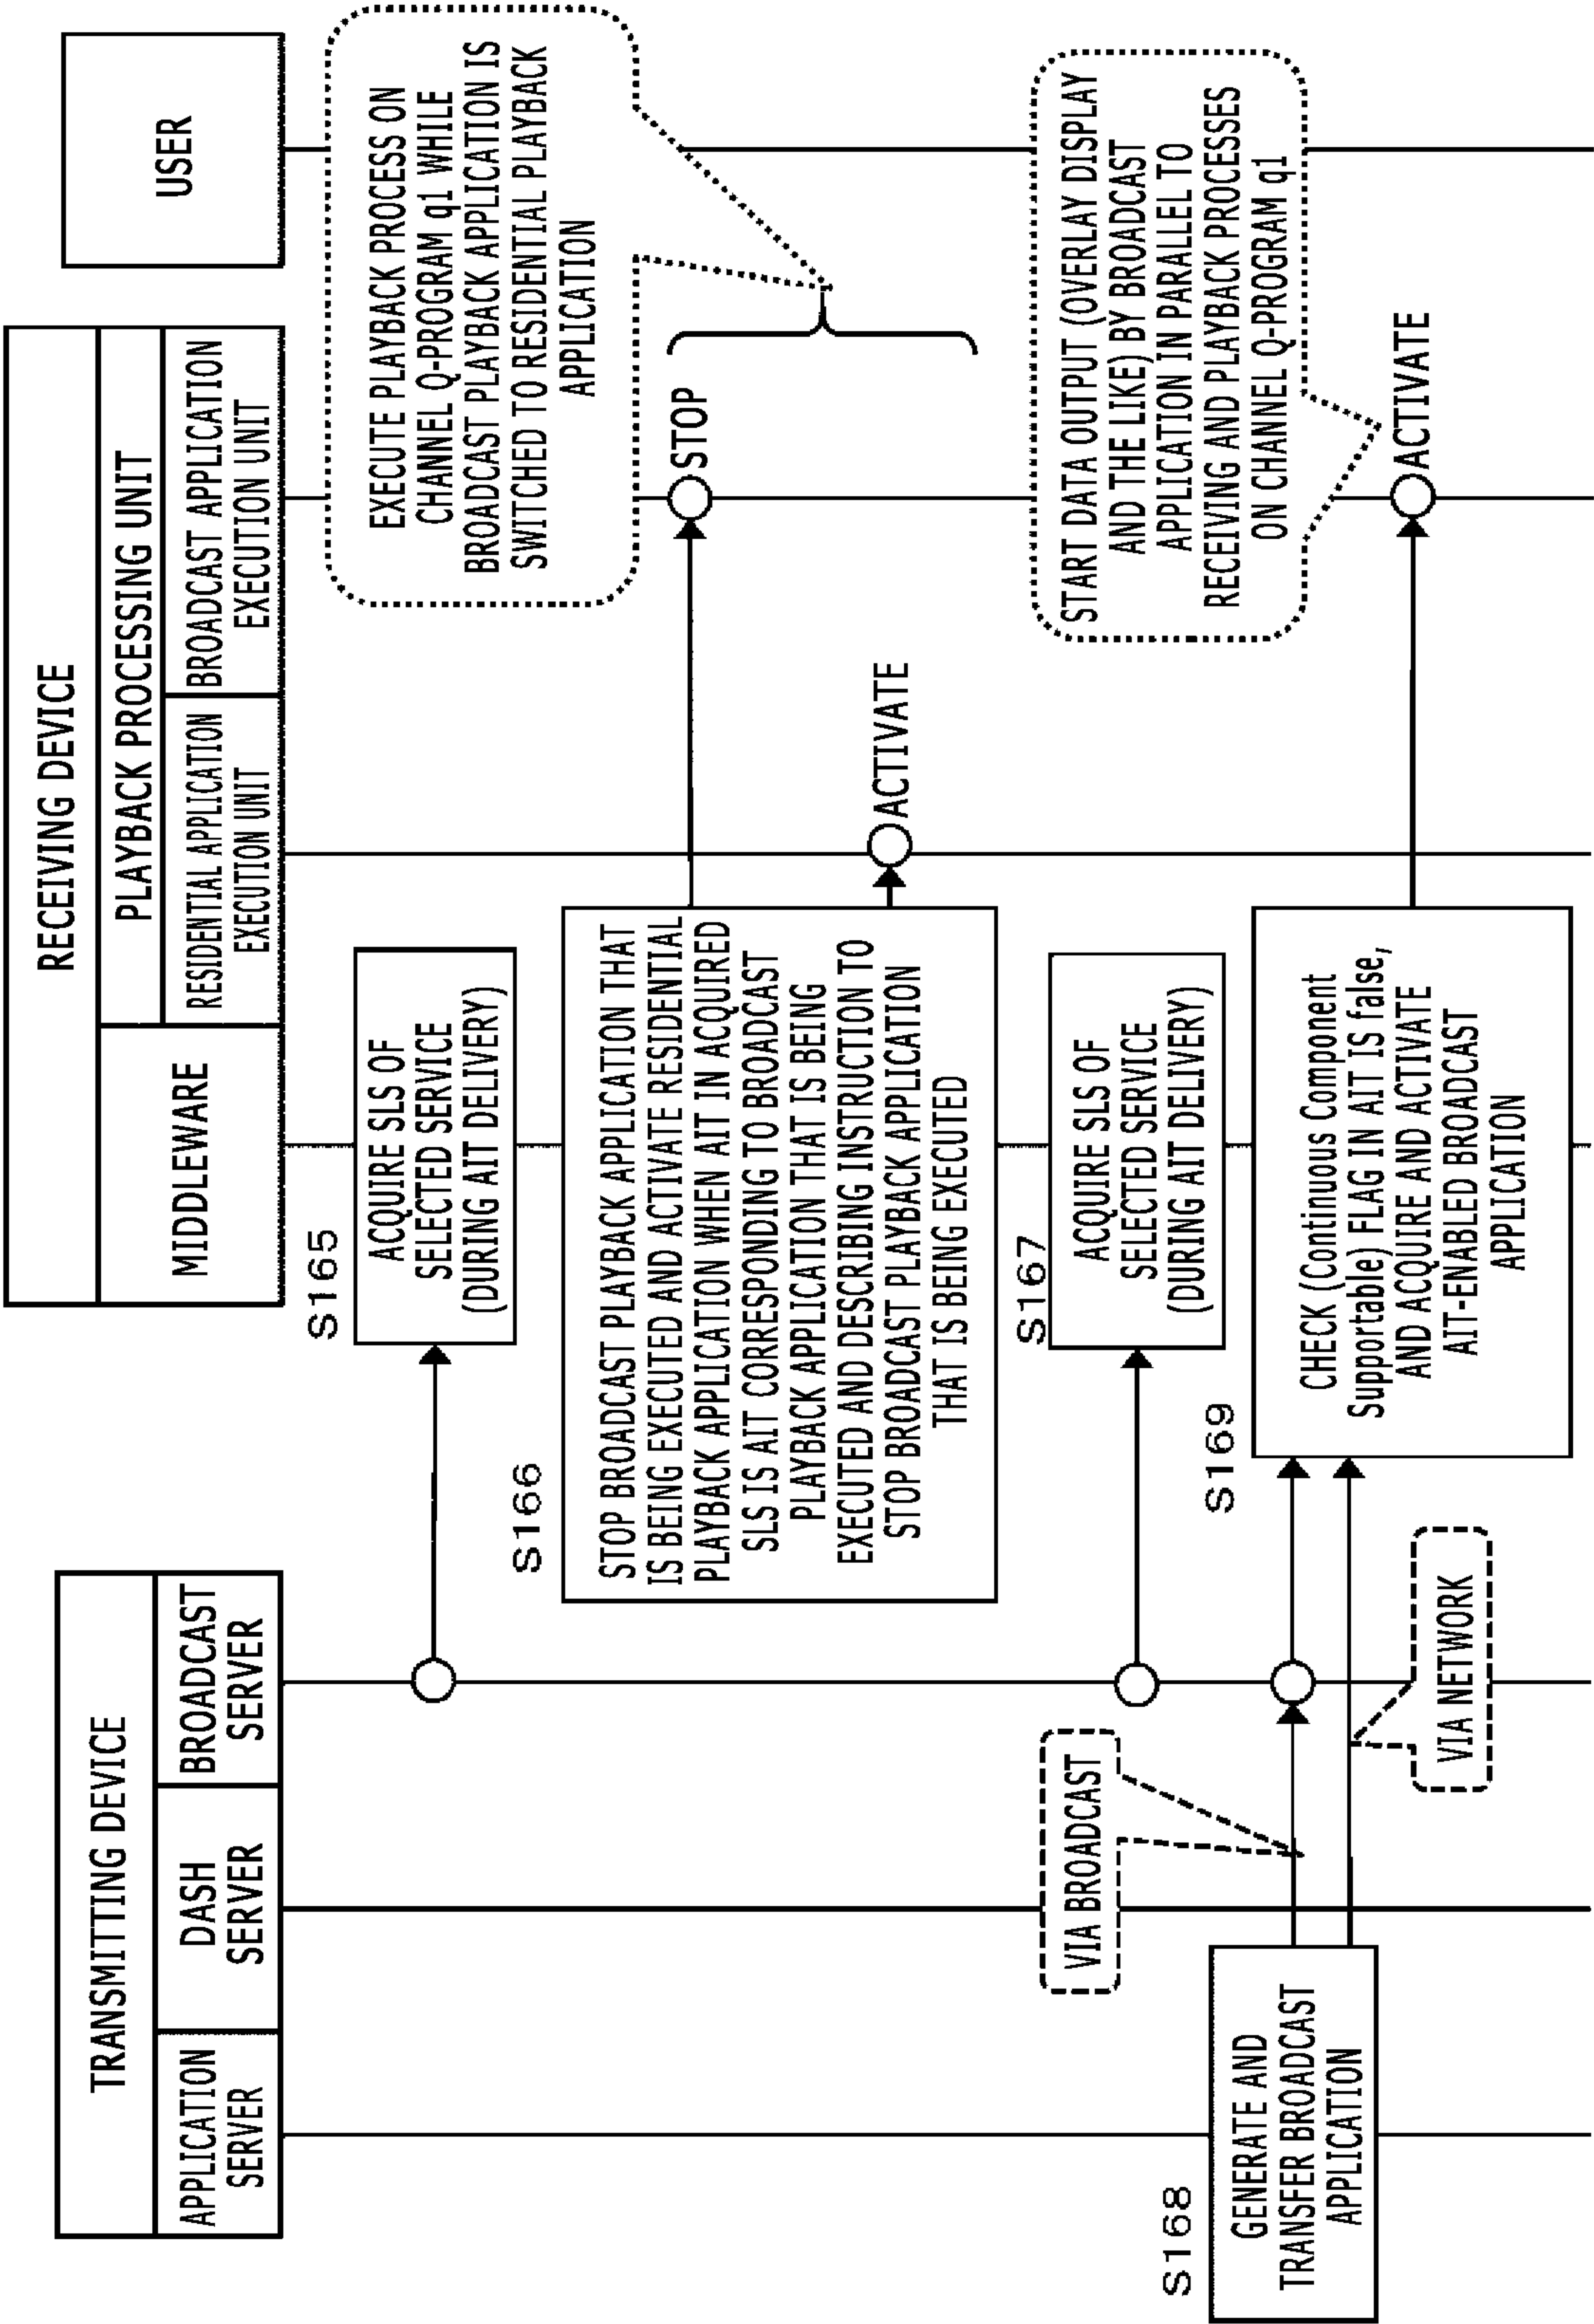 TRANSMITTING DEVICE
APPLICATION
SERVER
DASH
SERVER
BROADCAST
SERVER
RECEIVING DEVICE
MIDDLEWARE
PLAYBACK PROCESSING UNIT
RESIDENTIAL APPLICATION
EXECUTION UNIT
BROADCAST APPLICATION
EXECUTION UNIT
USER
S165
ACQUIRE SLS OF
SELECTED SERVICE
(DURING AIT DELIVERY)
EXECUTE PLAYBACK PROCESS ON
CHANNEL Q-PROGRAM q1 WHILE
BROADCAST PLAYBACK APPLICATION IS
SWITCHED TO RESIDENTIAL PLAYBACK
APPLICATION
S166
STOP BROADCAST PLAYBACK APPLICATION THAT
IS BEING EXECUTED AND ACTIVATE RESIDENTIAL
PLAYBACK APPLICATION WHEN AIT IN ACQUIRED
SLS IS AIT CORRESPONDING TO BROADCAST
PLAYBACK APPLICATION THAT IS BEING
EXECUTED AND DESCRIBING INSTRUCTION TO
STOP BROADCAST PLAYBACK APPLICATION
THAT IS BEING EXECUTED
STOP
ACTIVATE
S167
ACQUIRE SLS OF
SELECTED SERVICE
(DURING AIT DELIVERY)
START DATA OUTPUT (OVERLAY DISPLAY
AND THE LIKE) BY BROADCAST
APPLICATION IN PARALLEL TO
RECEIVING AND PLAYBACK PROCESSES
ON CHANNEL Q-PROGRAM q1
VIA BROADCAST
S168
GENERATE AND
TRANSFER BROADCAST
APPLICATION
S169
CHECK (Continuous Component
Supportable) FLAG IN AIT IS false,
AND ACQUIRE AND ACTIVATE
AIT-ENABLED BROADCAST
APPLICATION
ACTIVATE
VIA NETWORK